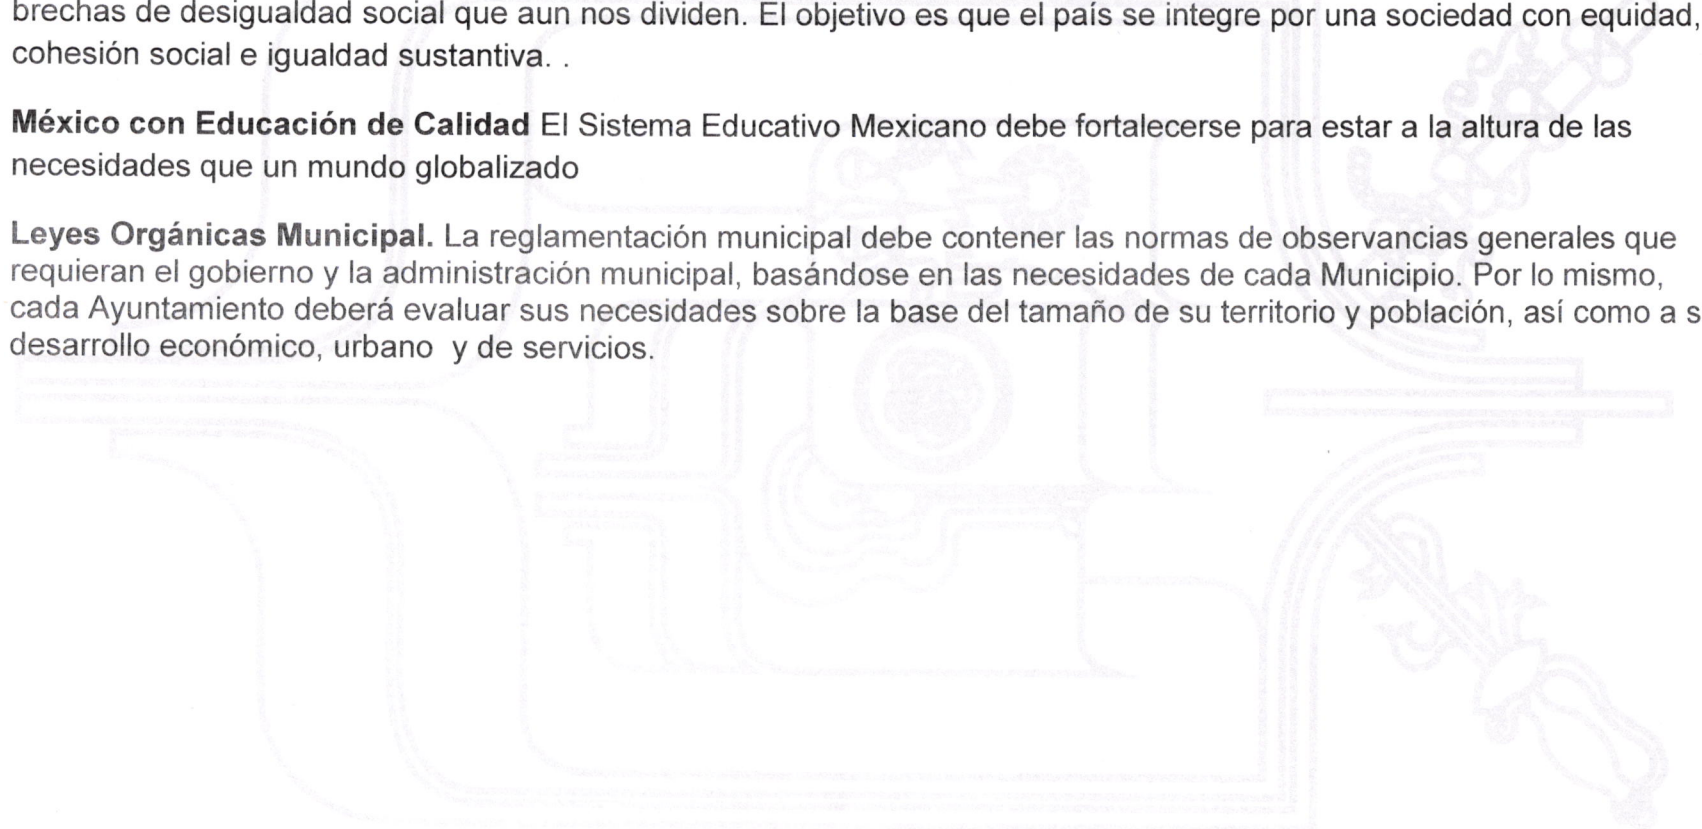 brechas de desigualdad social que aun nos dividen. El objetivo es que el país se integre por una sociedad con equidad,
cohesión social e igualdad sustantiva. .
México con Educación de Calidad El Sistema Educativo Mexicano debe fortalecerse para estar a la altura de las
necesidades que un mundo globalizado
Leyes Orgánicas Municipal. La reglamentación municipal debe contener las normas de observancias generales que
requieran el gobierno y la administración municipal, basándose en las necesidades de cada Municipio. Por lo mismo,
cada Ayuntamiento deberá evaluar sus necesidades sobre la base del tamaño de su territorio y población, así como a s
desarrollo económico, urbano  y de servicios.